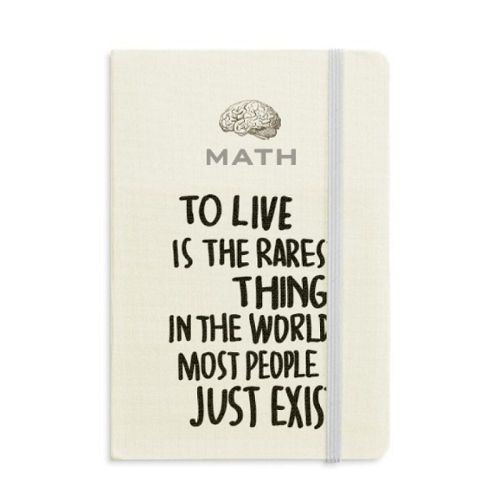 MATH
TO LIVE
IS THE RARES
THING
IN THE WORLD
MOST PEOPLE
JUST EXIS